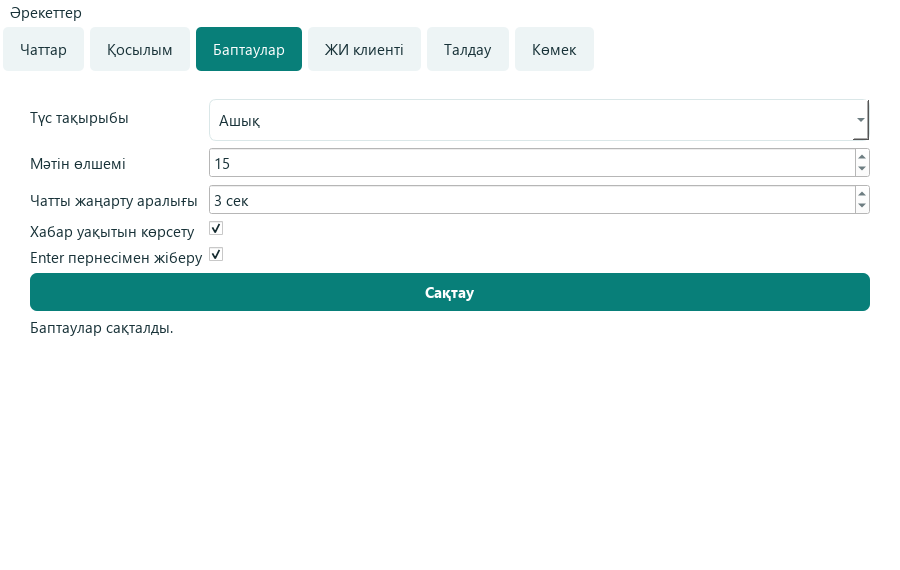 Әрекеттер
Чаттар Қосылым Баптаулар ЖИ клиенті Талдау Көмек
Түс тақырыбы Ашық
Мәтін өлшемі 15
Чатты жаңарту аралығы 3 сек
Хабар уақытын көрсету
Enter пернесімен жіберу
Сақтау
Баптаулар сақталды.